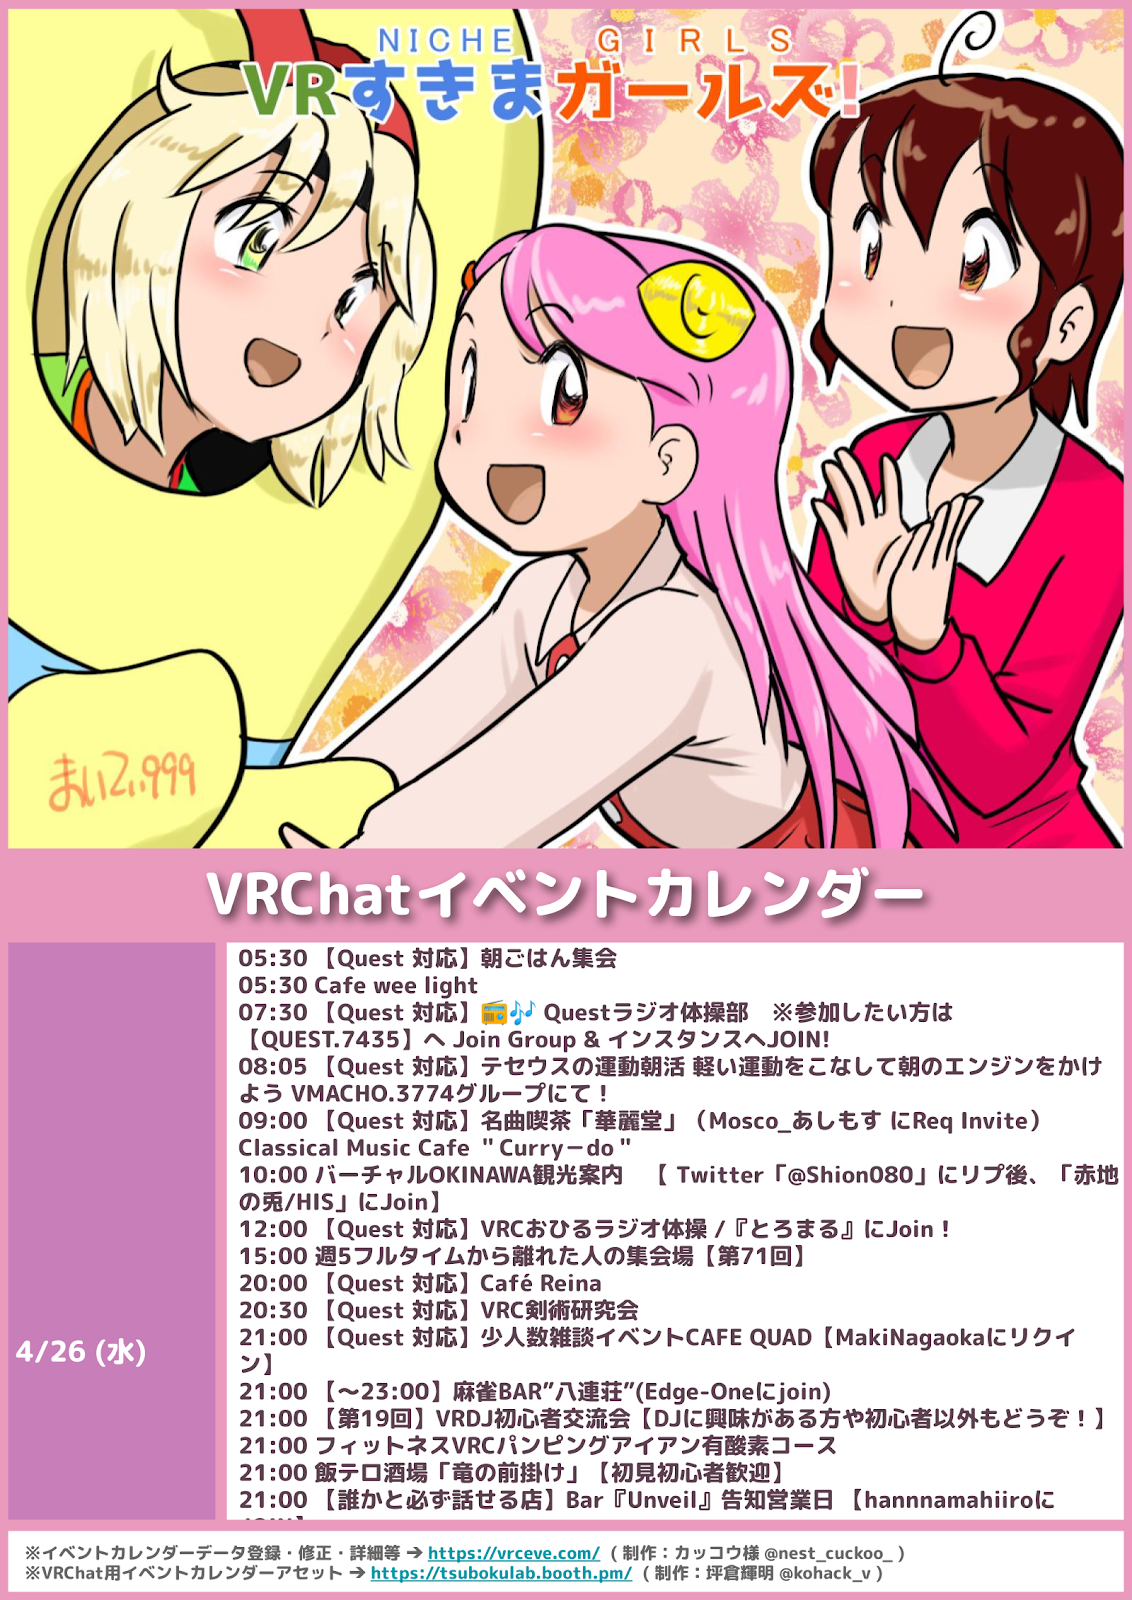 NICHE GIRLS
VRすきまガールズ!
まいてぃ999
VRChatイベントカレンダー
4/26 (水)
05:30 【Quest 対応】朝ごはん集会
05:30 Cafe wee light
07:30 【Quest 対応】📻🎶 Questラジオ体操部　※参加したい方は
【QUEST.7435】へ Join Group & インスタンスへJOIN!
08:05 【Quest 対応】テセウスの運動朝活 軽い運動をこなして朝のエンジンをかけ
よう VMACHO.3774グループにて！
09:00 【Quest 対応】名曲喫茶「華麗堂」（Mosco_あしもす にReq Invite）
Classical Music Cafe ＂Curry－do＂
10:00 バーチャルOKINAWA観光案内　【 Twitter「@Shion080」にリプ後、「赤地
の兎/HIS」にJoin】
12:00 【Quest 対応】VRCおひるラジオ体操 /『とろまる』にJoin！
15:00 週5フルタイムから離れた人の集会場【第71回】
20:00 【Quest 対応】Café Reina
20:30 【Quest 対応】VRC剣術研究会
21:00 【Quest 対応】少人数雑談イベントCAFE QUAD【MakiNagaokaにリクイ
ン】
21:00 【～23:00】麻雀BAR”八連荘”(Edge-Oneにjoin)
21:00 【第19回】VRDJ初心者交流会【DJに興味がある方や初心者以外もどうぞ！】
21:00 フィットネスVRCパンピングアイアン有酸素コース
21:00 飯テロ酒場「竜の前掛け」【初見初心者歓迎】
21:00 【誰かと必ず話せる店】Bar『Unveil』告知営業日 【hannnamahiiroに
※イベントカレンダーデータ登録・修正・詳細等 ➔ https://vrceve.com/ ( 制作：カッコウ様 @nest_cuckoo_ )
※VRChat用イベントカレンダーアセット ➔ https://tsubokulab.booth.pm/ ( 制作：坪倉輝明 @kohack_v )